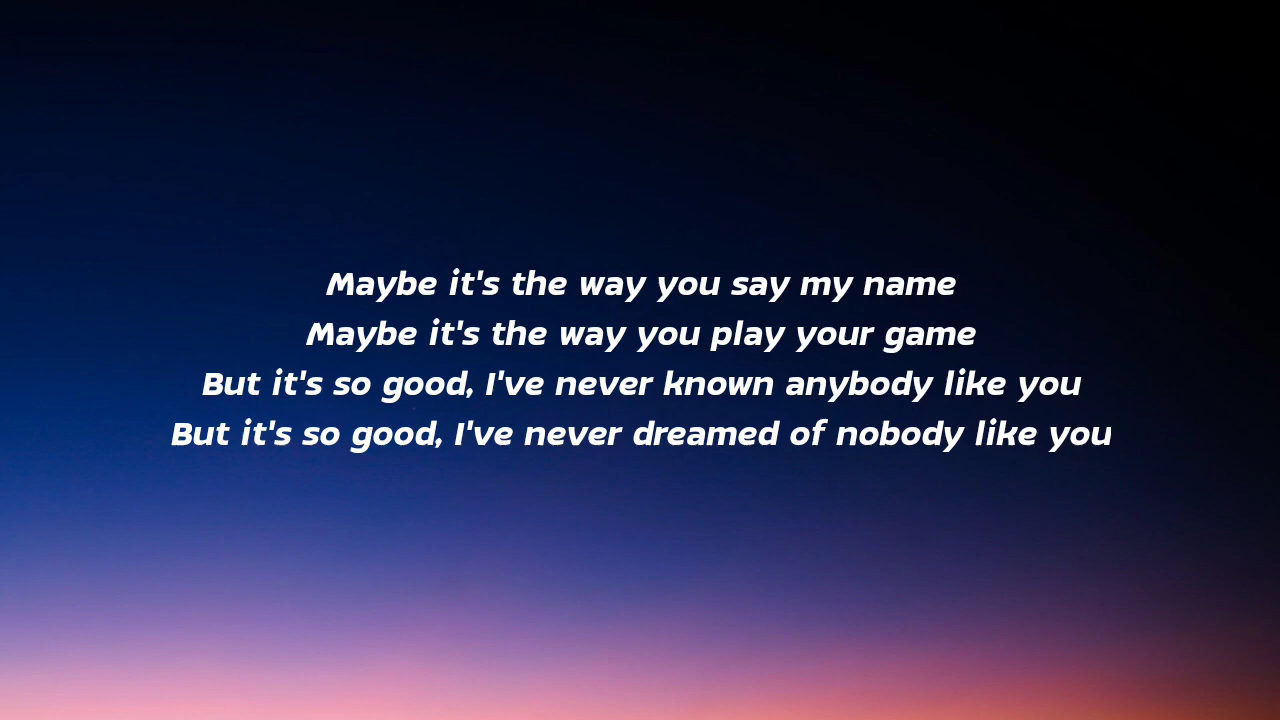 Maybe it's the way you say my name
Maybe it's the way you play your game
But it's so good, I've never known anybody like you
But it's so good, I've never dreamed of nobody like you